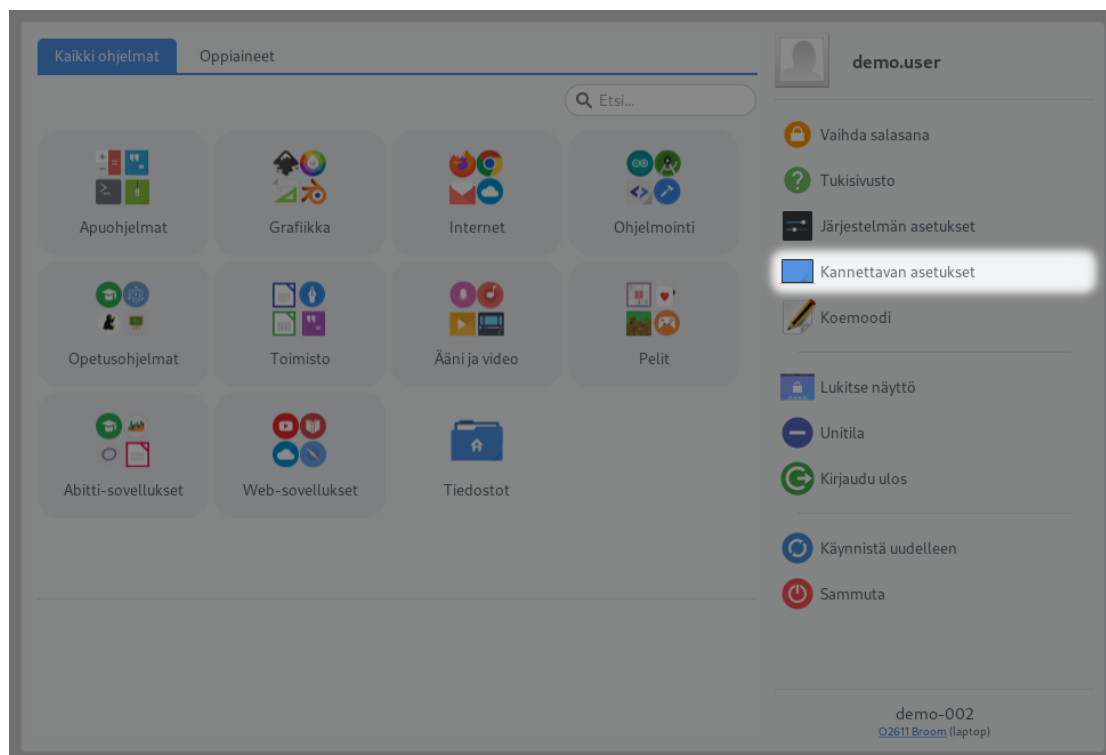 Kaikki ohjelmat
Oppiaineet
demo.user
Etsi...
Vaihda salasana
Tukisivusto
Järjestelmän asetukset
Kannettavan asetukset
Koemoodi
Apuohjelmat
Grafiikka
Internet
Ohjelmointi
Opetusohjelmat
Toimisto
Ääni ja video
Pelit
Lukitse näyttö
Unitila
Kirjaudu ulos
Abitti-sovellukset
Web-sovellukset
Tiedostot
Käynnistä uudelleen
Sammuta
demo-002
O2611 Broom (laptop)